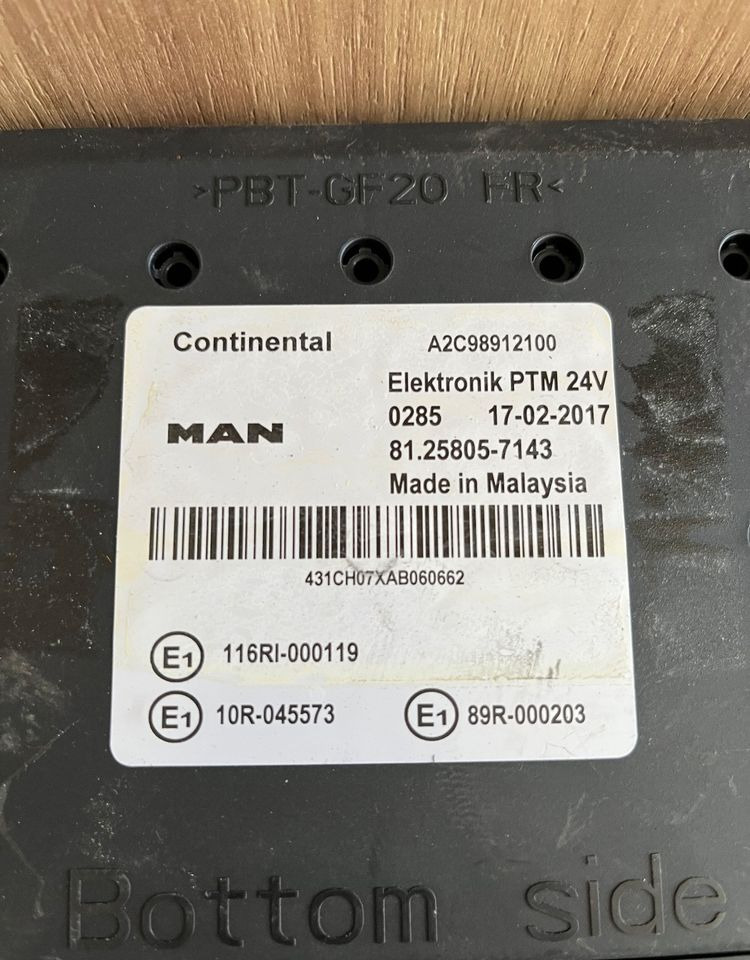 >PBT-GF20 FR<
Continental A2C98912100
Elektronik PTM 24V
MAN 0285 17-02-2017
81.25805-7143
Made in Malaysia
431CH07XAB060662
E1 116RI-000119
E1 10R-045573 E1 89R-000203
Bottom side